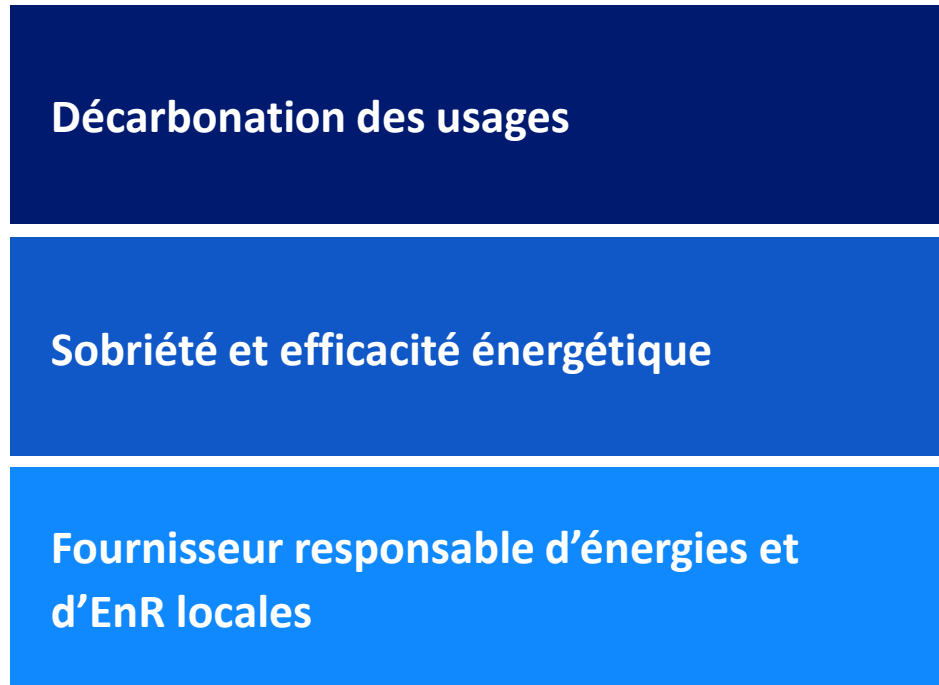 Décarbonation des usages
Sobriété et efficacité énergétique
Fournisseur responsable d’énergies et
d’EnR locales